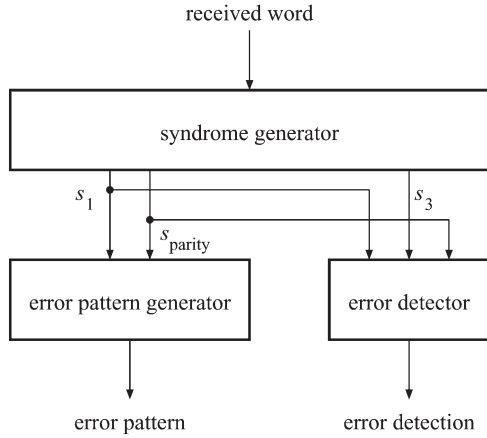 received word
syndrome generator
s1
s3
sparity
error pattern generator
error detector
error pattern
error detection